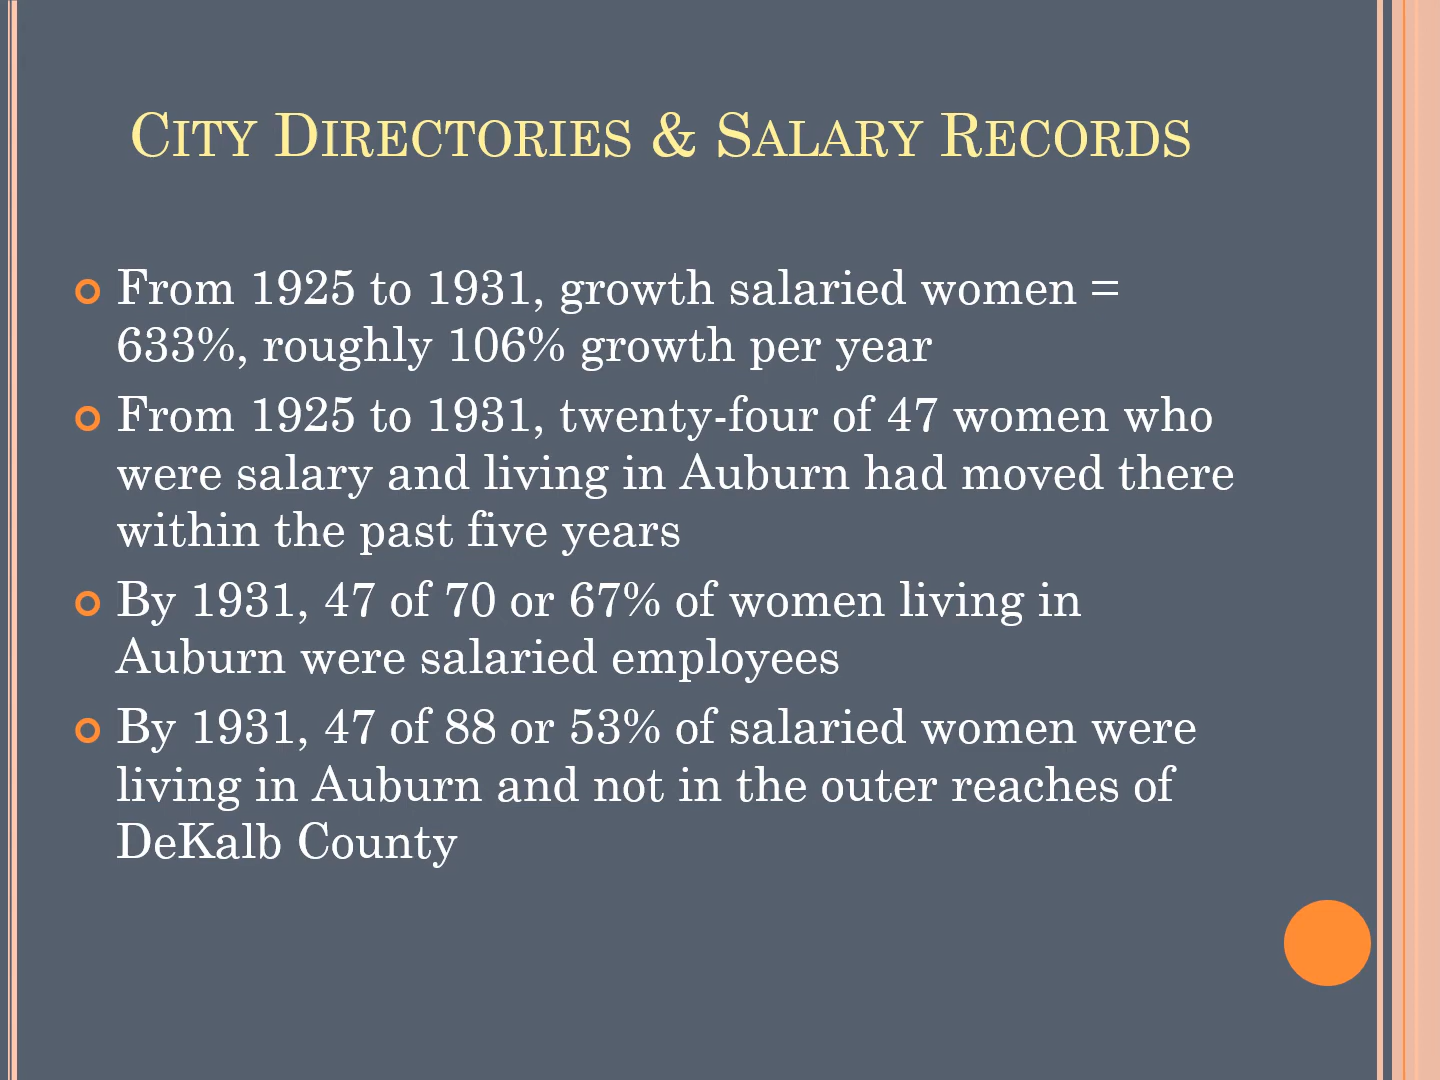 CITY DIRECTORIES & SALARY RECORDS
From 1925 to 1931, growth salaried women =
633%, roughly 106% growth per year
From 1925 to 1931, twenty-four of 47 women who
were salary and living in Auburn had moved there
within the past five years
By 1931, 47 of 70 or 67% of women living in
Auburn were salaried employees
By 1931, 47 of 88 or 53% of salaried women were
living in Auburn and not in the outer reaches of
DeKalb County